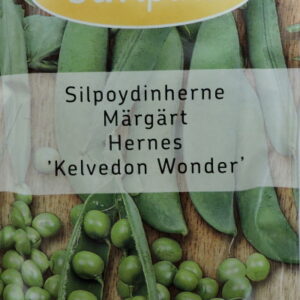 Silpoydinherne
Märgärt
Hernes
'Kelvedon Wonder'